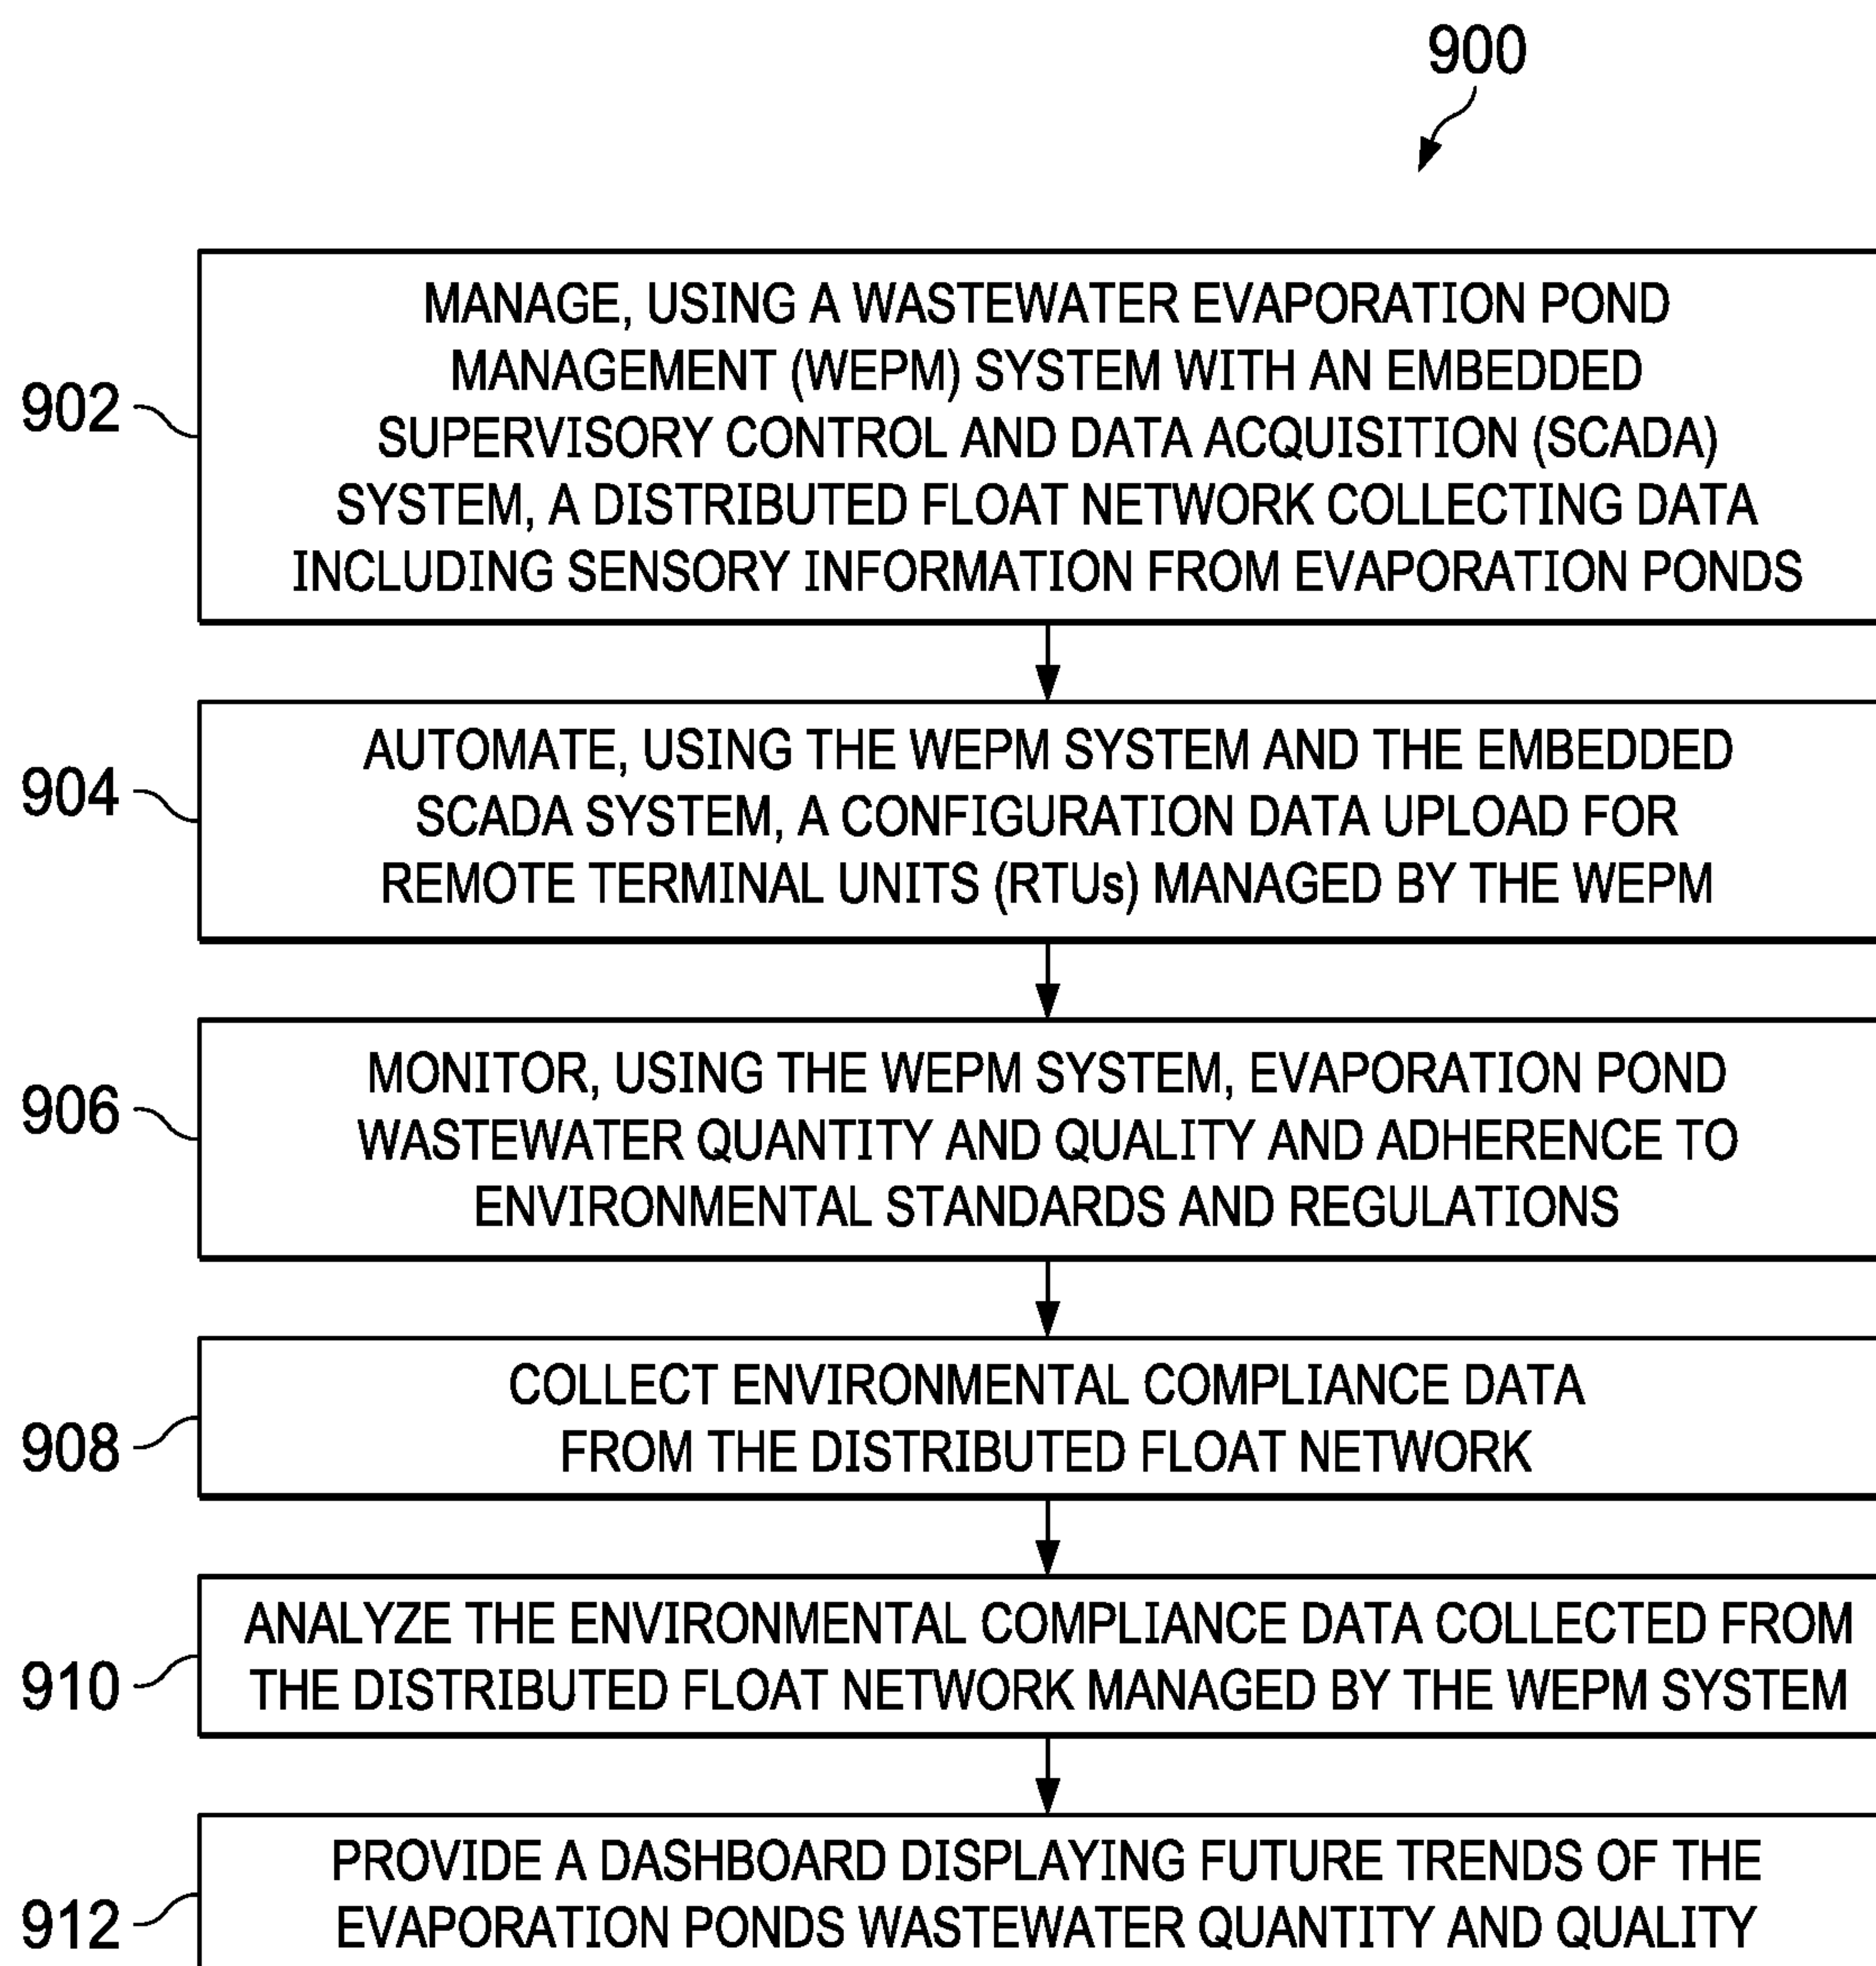 900
902
MANAGE, USING A WASTEWATER EVAPORATION POND
MANAGEMENT (WEPM) SYSTEM WITH AN EMBEDDED
SUPERVISORY CONTROL AND DATA ACQUISITION (SCADA)
SYSTEM, A DISTRIBUTED FLOAT NETWORK COLLECTING DATA
INCLUDING SENSORY INFORMATION FROM EVAPORATION PONDS
904
AUTOMATE, USING THE WEPM SYSTEM AND THE EMBEDDED
SCADA SYSTEM, A CONFIGURATION DATA UPLOAD FOR
REMOTE TERMINAL UNITS (RTUs) MANAGED BY THE WEPM
906
MONITOR, USING THE WEPM SYSTEM, EVAPORATION POND
WASTEWATER QUANTITY AND QUALITY AND ADHERENCE TO
ENVIRONMENTAL STANDARDS AND REGULATIONS
908
COLLECT ENVIRONMENTAL COMPLIANCE DATA
FROM THE DISTRIBUTED FLOAT NETWORK
910
ANALYZE THE ENVIRONMENTAL COMPLIANCE DATA COLLECTED FROM
THE DISTRIBUTED FLOAT NETWORK MANAGED BY THE WEPM SYSTEM
912
PROVIDE A DASHBOARD DISPLAYING FUTURE TRENDS OF THE
EVAPORATION PONDS WASTEWATER QUANTITY AND QUALITY